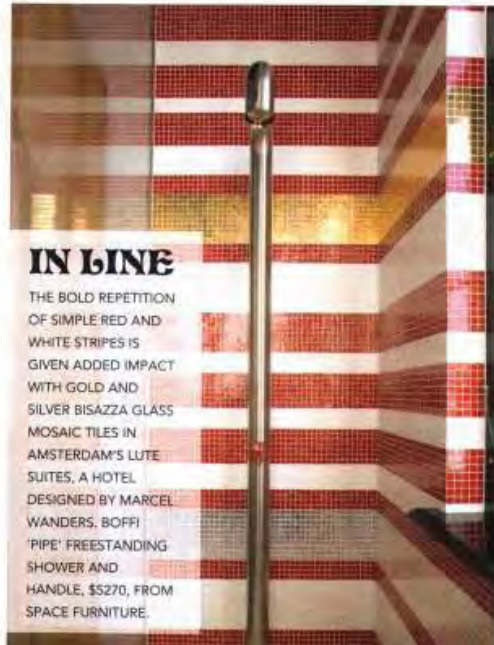 IN LINE
THE BOLD REPETITION
OF SIMPLE RED AND
WHITE STRIPES IS
GIVEN ADDED IMPACT
WITH GOLD AND
SILVER BISAZZA GLASS
MOSAIC TILES IN
AMSTERDAM'S LUTE
SUITES, A HOTEL
DESIGNED BY MARCEL
WANDERS. BOFFI
'PIPE' FREESTANDING
SHOWER AND
HANDLE, $5270, FROM
SPACE FURNITURE.